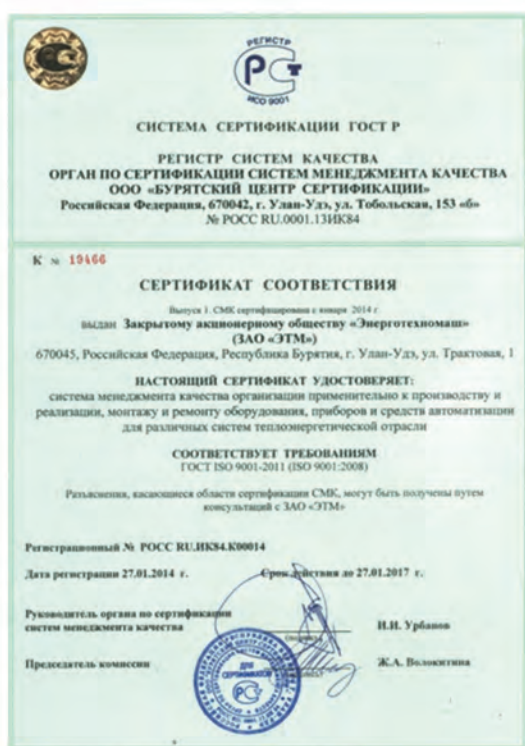 РЕГИСТР
РСТ
ИСО 9001
СИСТЕМА СЕРТИФИКАЦИИ ГОСТ Р
РЕГИСТР СИСТЕМ КАЧЕСТВА
ОРГАН ПО СЕРТИФИКАЦИИ СИСТЕМ МЕНЕДЖМЕНТА КАЧЕСТВА
ООО «БУРЯТСКИЙ ЦЕНТР СЕРТИФИКАЦИИ»
Российская Федерация, 670042, г. Улан-Удэ, ул. Тобольская, 153 «б»
№ РОСС RU.0001.13ИК84
К № 19466
СЕРТИФИКАТ СООТВЕТСТВИЯ
Выпуск 1. СМК сертифицирована с января 2014 г.
выдан Закрытому акционерному обществу «Энерготехномаш»
(ЗАО «ЭТМ»)
670045, Российская Федерация, Республика Бурятия, г. Улан-Удэ, ул. Трактовая, 1
НАСТОЯЩИЙ СЕРТИФИКАТ УДОСТОВЕРЯЕТ:
система менеджмента качества организации применительно к производству и
реализации, монтажу и ремонту оборудования, приборов и средств автоматизации
для различных систем теплоэнергетической отрасли
СООТВЕТСТВУЕТ ТРЕБОВАНИЯМ
ГОСТ ISO 9001-2011 (ISO 9001:2008)
Разъяснения, касающиеся области сертификации СМК, могут быть получены путем
консультаций с ЗАО «ЭТМ»
Регистрационный № РОСС RU.ИК84.К00014
Дата регистрации 27.01.2014 г. Срок действия до 27.01.2017 г.
Руководитель органа по сертификации
систем менеджмента качества И.И. Урбанов
Председатель комиссии Ж.А. Волокитина
ДЛЯ
СЕРТИФИКАТОВ
РСТ